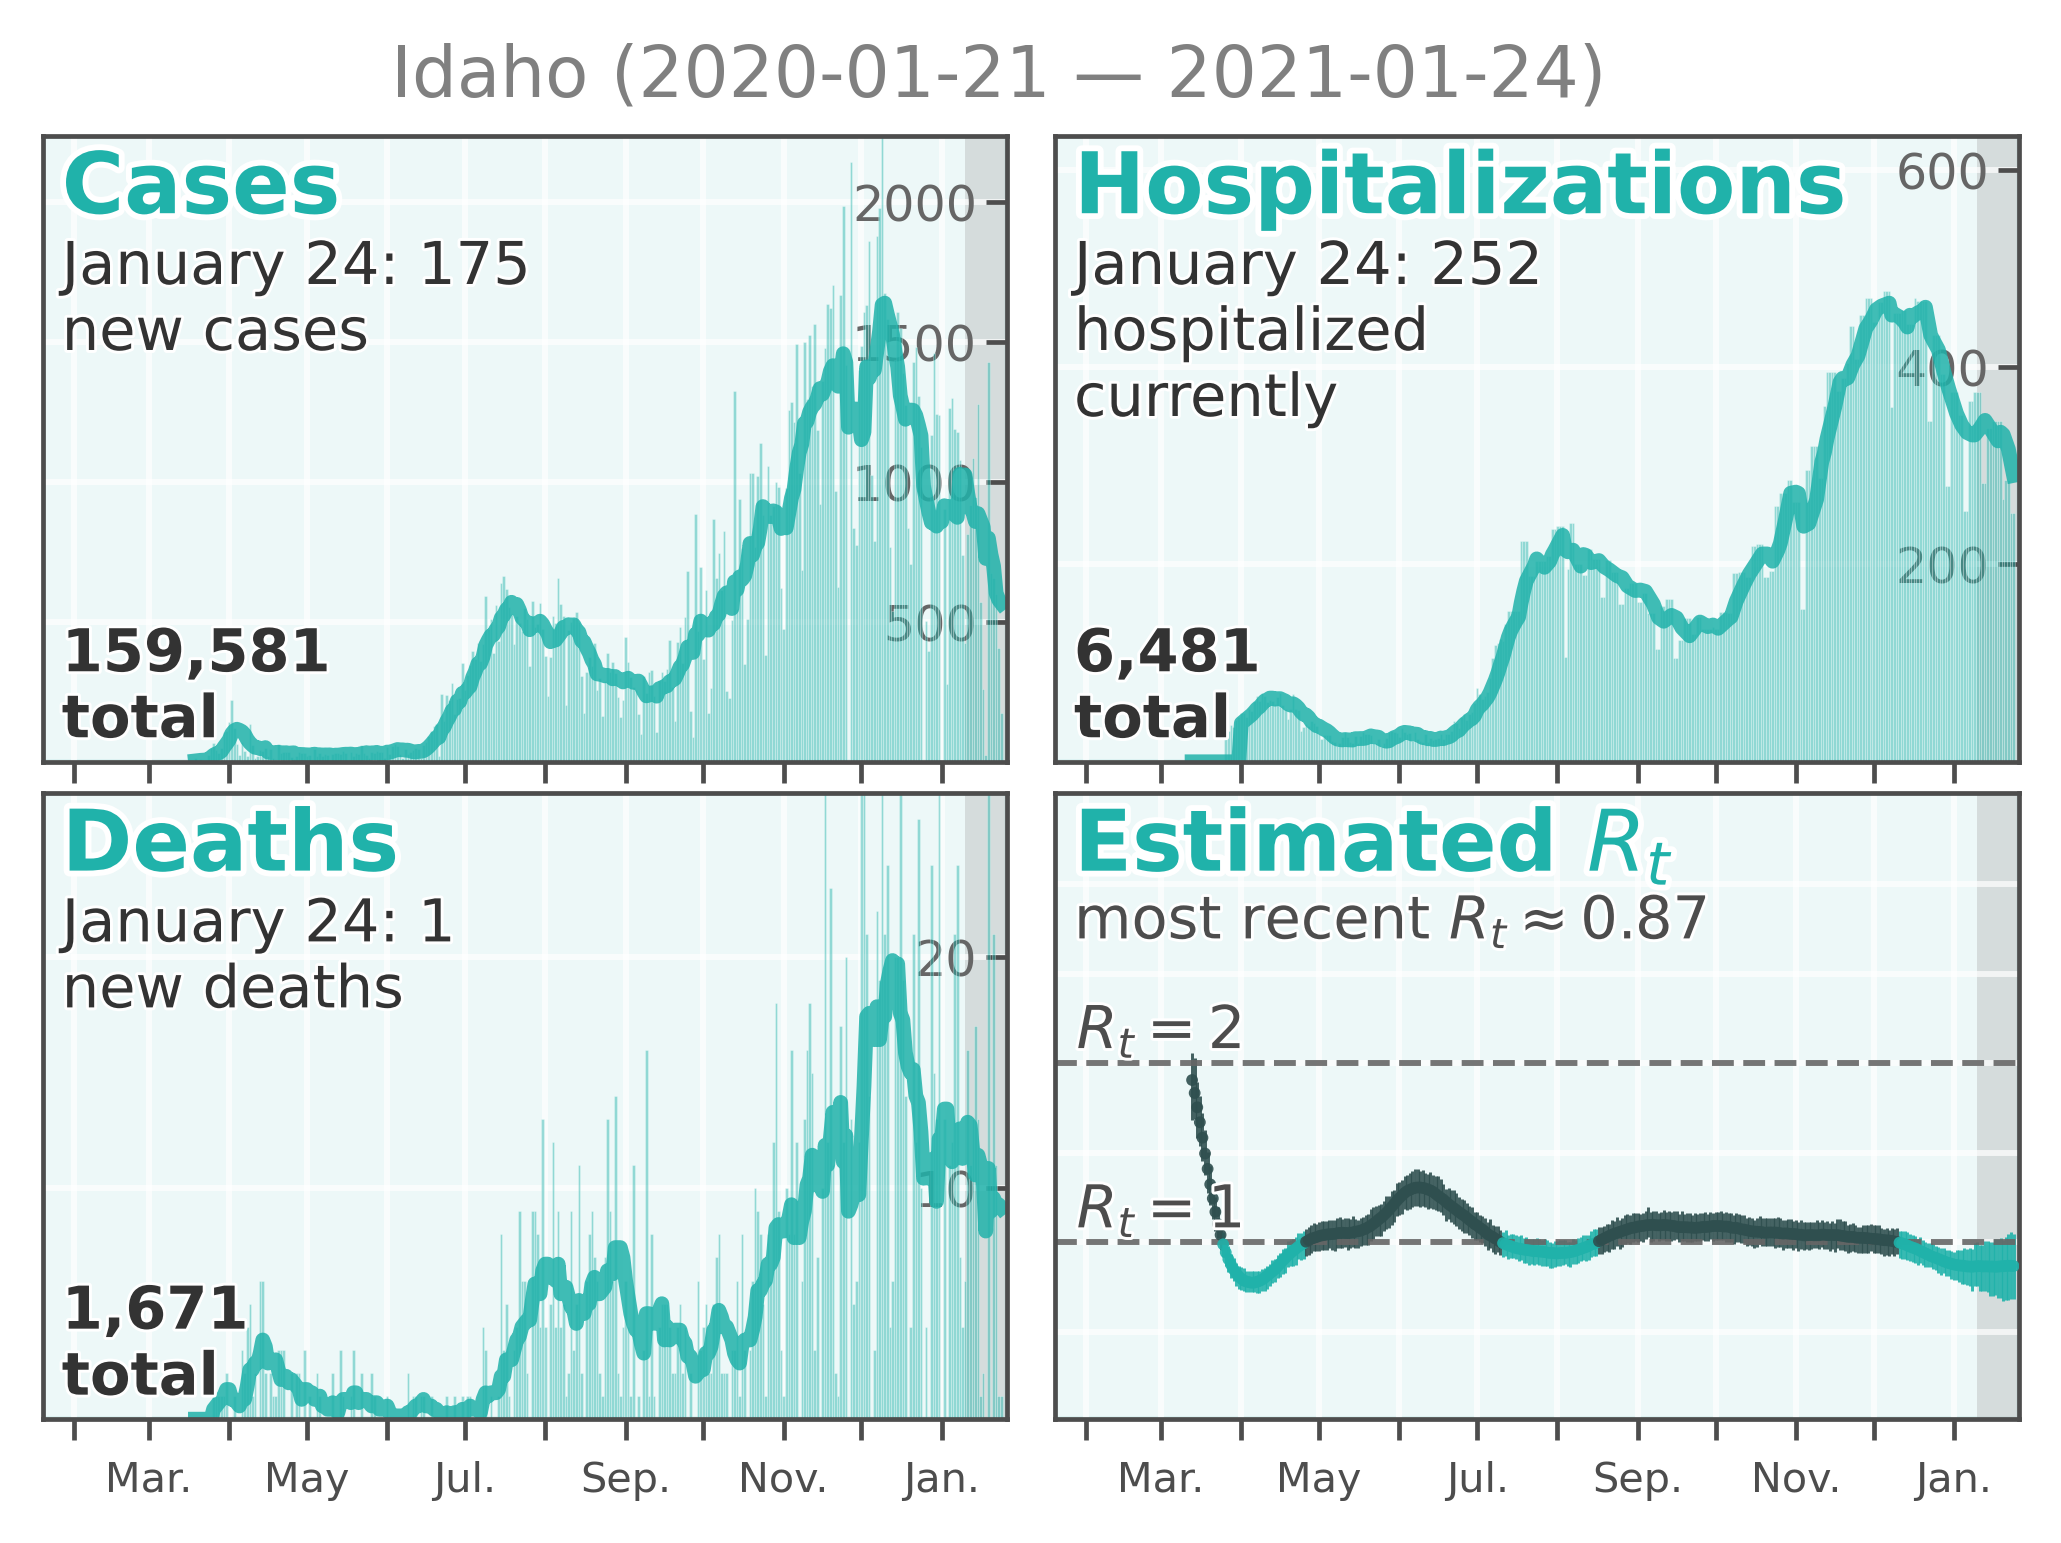 Idaho (2020-01-21 — 2021-01-24)
Cases
January 24: 175
new cases
159,581
total
2000
1500
1000
500
Hospitalizations
January 24: 252
hospitalized
currently
6,481
total
600
400
200
Deaths
January 24: 1
new deaths
1,671
total
20
10
Mar. May Jul. Sep. Nov. Jan.
Estimated Rₜ
most recent Rₜ ≈ 0.87
Rₜ = 2
Rₜ = 1
Mar. May Jul. Sep. Nov. Jan.